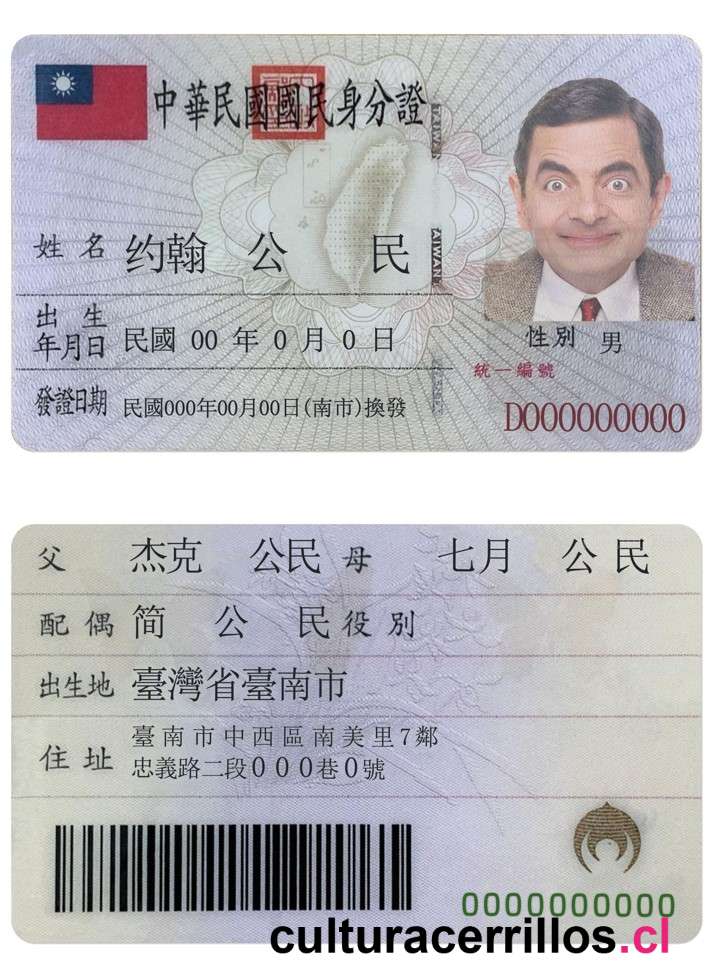 中華民國國民身分證
TAIWAN
TAIWAN
姓名 约翰 公 民
出生年月日 民國 00 年 0 月 0 日
性別 男
統一編號
發證日期 民國000年00月00日(南市)換發
D000000000
父 杰克 公民 母 七月 公民
配偶 简 公 民 役別
出生地 臺灣省臺南市
住址 臺南市中西區南美里7鄰
忠義路二段000巷0號
0000000000
culturacerrillos.cl